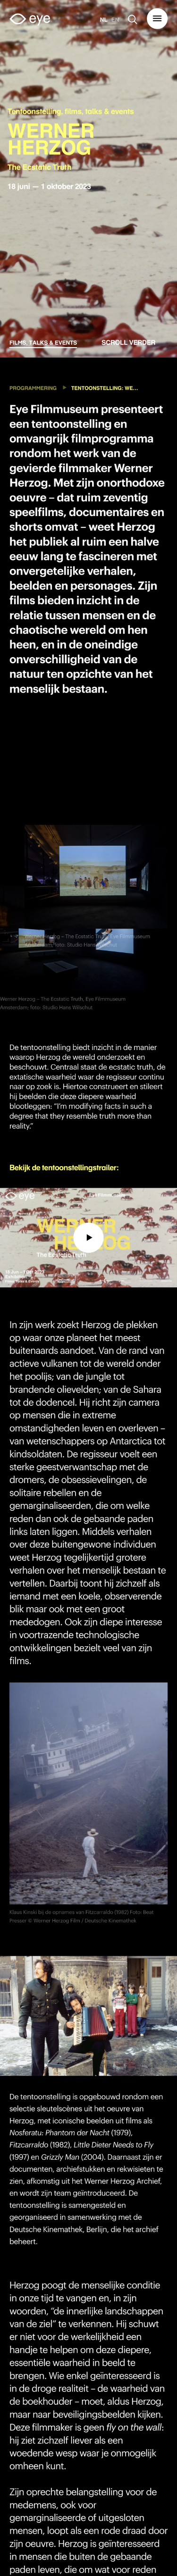 eye
NL EN
Tentoonstelling, films, talks & events
WERNER
HERZOG
The Ecstatic Truth
18 juni — 1 oktober 2023
FILMS, TALKS & EVENTS
SCROLL VERDER
PROGRAMMERING > TENTOONSTELLING: WE...
Eye Filmmuseum presenteert
een tentoonstelling en
omvangrijk filmprogramma
rondom het werk van de
gevierde filmmaker Werner
Herzog. Met zijn onorthodoxe
oeuvre – dat ruim zeventig
speelfilms, documentaires en
shorts omvat – weet Herzog
het publiek al ruim een halve
eeuw lang te fascineren met
onvergetelijke verhalen,
beelden en personages. Zijn
films bieden inzicht in de
relatie tussen mensen en de
chaotische wereld om hen
heen, en in de oneindige
onverschilligheid van de
natuur ten opzichte van het
menselijk bestaan.
Werner Herzog – The Ecstatic Truth, Eye Filmmuseum
Amsterdam foto: Studio Hans Wilschut
De tentoonstelling biedt inzicht in de manier
waarop Herzog de wereld onderzoekt en
beschouwt. Centraal staat de ecstatic truth, de
extatische waarheid waar de regisseur continu
naar op zoek is. Hiertoe construeert en stileert
hij beelden die deze diepere waarheid
blootleggen: "I'm modifying facts in such a
degree that they resemble truth more than
reality."
Bekijk de tentoonstellingstrailer:
eye
WERNER
HERZOG
The Ecstatic Truth
In zijn werk zoekt Herzog de plekken
op waar onze planeet het meest
buitenaards aandoet. Van de rand van
actieve vulkanen tot de wereld onder
het poolijs; van de jungle tot
brandende olievelden; van de Sahara
tot de dodencel. Hij richt zijn camera
op mensen die in extreme
omstandigheden leven en overleven –
van wetenschappers op Antarctica tot
kindsoldaten. De regisseur voelt een
sterke geestverwantschap met de
dromers, de obsessievelingen, de
solitaire rebellen en de
gemarginaliseerden, die om welke
reden dan ook de gebaande paden
links laten liggen. Middels verhalen
over deze buitengewone individuen
weet Herzog tegelijkertijd grotere
verhalen over het menselijk bestaan te
vertellen. Daarbij toont hij zichzelf als
iemand met een koele, observerende
blik maar ook met een groot
mededogen. Ook zijn diepe interesse
in voortrazende technologische
ontwikkelingen bezielt veel van zijn
films.
Klaus Kinski bij de opnames van Fitzcarraldo (1982) Foto: Beat
Presser © Werner Herzog Film / Deutsche Kinemathek
De tentoonstelling is opgebouwd rondom een
selectie sleutelscènes uit het oeuvre van
Herzog, met iconische beelden uit films als
Nosferatu: Phantom der Nacht (1979),
Fitzcarraldo (1982), Little Dieter Needs to Fly
(1997) en Grizzly Man (2004). Daarnaast zijn er
documenten, archiefstukken en rekwisieten te
zien, afkomstig uit het Werner Herzog Archief,
en wordt zijn team geïntroduceerd. De
tentoonstelling is samengesteld en
georganiseerd in samenwerking met de
Deutsche Kinemathek, Berlijn, die het archief
beheert.
Herzog poogt de menselijke conditie
in onze tijd te vangen en, in zijn
woorden, "de innerlijke landschappen
van de ziel" te verkennen. Hij schuwt
er niet voor de werkelijkheid een
handje te helpen om deze diepere,
essentiële waarheid in beeld te
brengen. Wie enkel geïnteresseerd is
in de droge realiteit – de waarheid van
de boekhouder – moet, aldus Herzog,
maar naar beveiligingsbeelden kijken.
Deze filmmaker is geen fly on the wall:
hij ziet zichzelf liever als een
woedende wesp waar je onmogelijk
omheen kunt.
Zijn oprechte belangstelling voor de
medemens, ook voor
gemarginaliseerde of uitgesloten
mensen, loopt als een rode draad door
zijn oeuvre. Herzog is geïnteresseerd
in mensen die buiten de gebaande
paden leven, die om wat voor reden